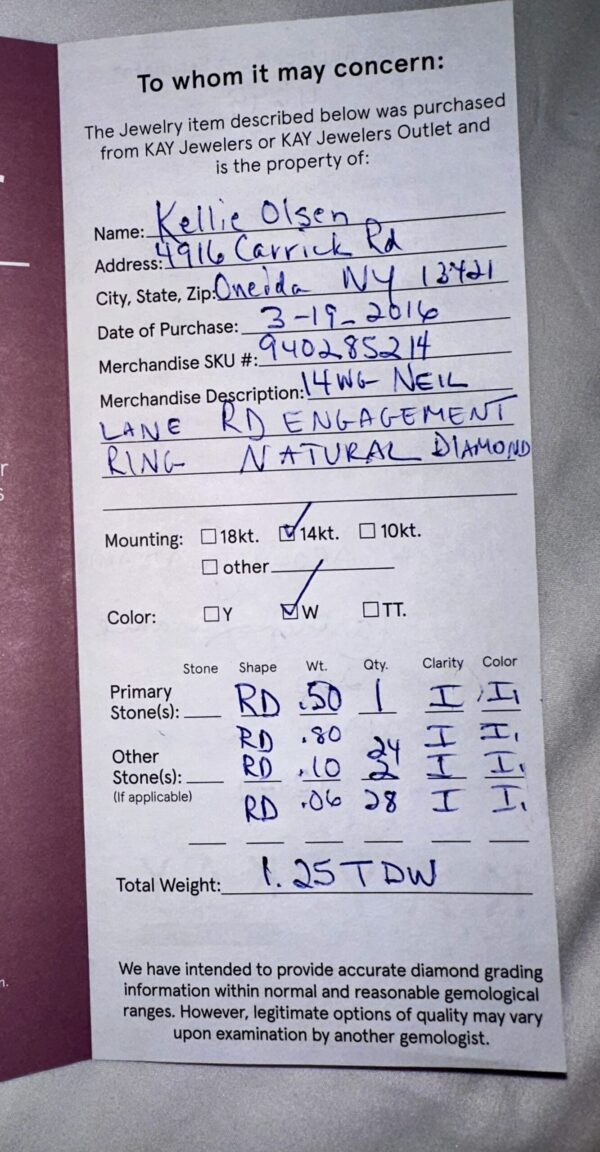 To whom it may concern:
The Jewelry item described below was purchased
from KAY Jewelers or KAY Jewelers Outlet and
is the property of:
Name: Kellie Olsen
Address: 4916 Carrick Rd
City, State, Zip: Oneida NY 13421
Date of Purchase: 3-19-2016
Merchandise SKU #: 940285214
Merchandise Description: 14WG NEIL
LANE RD ENGAGEMENT
RING NATURAL DIAMOND
Mounting: 18kt. 14kt. 10kt.
other
Color: Y W TT.
Stone Shape Wt. Qty. Clarity Color
Primary
Stone(s): RD .50 1 I I1
RD .80 24 I I1
Other
Stone(s): RD .10 2 I I1
(If applicable)
RD .06 28 I I1
Total Weight: 1.25 TDW
We have intended to provide accurate diamond grading
information within normal and reasonable gemological
ranges. However, legitimate options of quality may vary
upon examination by another gemologist.